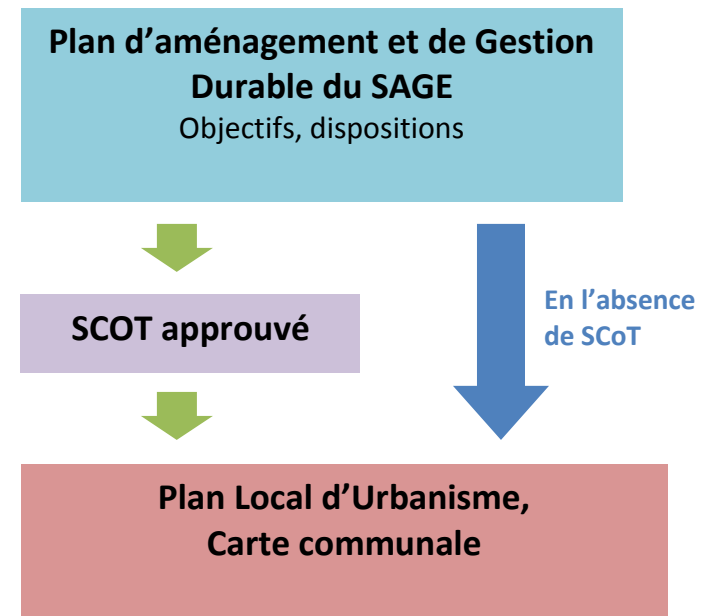 Plan d’aménagement et de Gestion
Durable du SAGE
Objectifs, dispositions
SCOT approuvé
En l’absence
de SCoT
Plan Local d’Urbanisme,
Carte communale